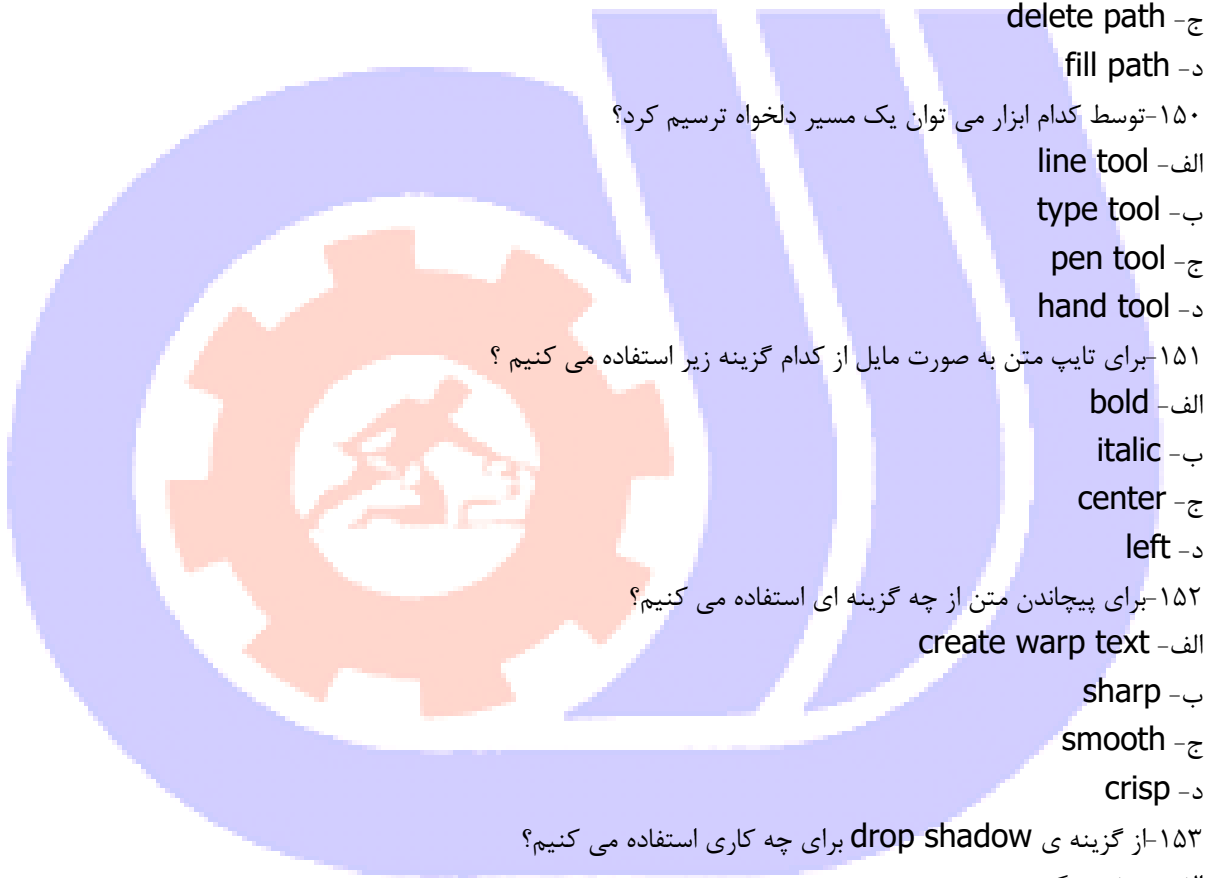 ج- delete path
د- fill path
۱۵۰-توسط کدام ابزار می توان یک مسیر دلخواه ترسیم کرد؟
الف- line tool
ب- type tool
ج- pen tool
د- hand tool
۱۵۱-برای تایپ متن به صورت مایل از کدام گزینه زیر استفاده می کنیم ؟
الف- bold
ب- italic
ج- center
د- left
۱۵۲-برای پیچاندن متن از چه گزینه ای استفاده می کنیم؟
الف- create warp text
ب- sharp
ج- smooth
د- crisp
۱۵۳-از گزینه ی drop shadow برای چه کاری استفاده می کنیم؟